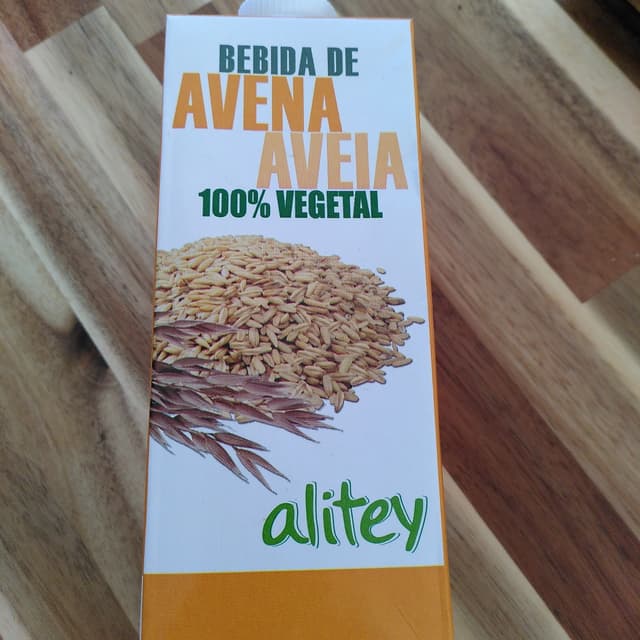 BEBIDA DE
AVENA
AVEIA
100% VEGETAL
alitey